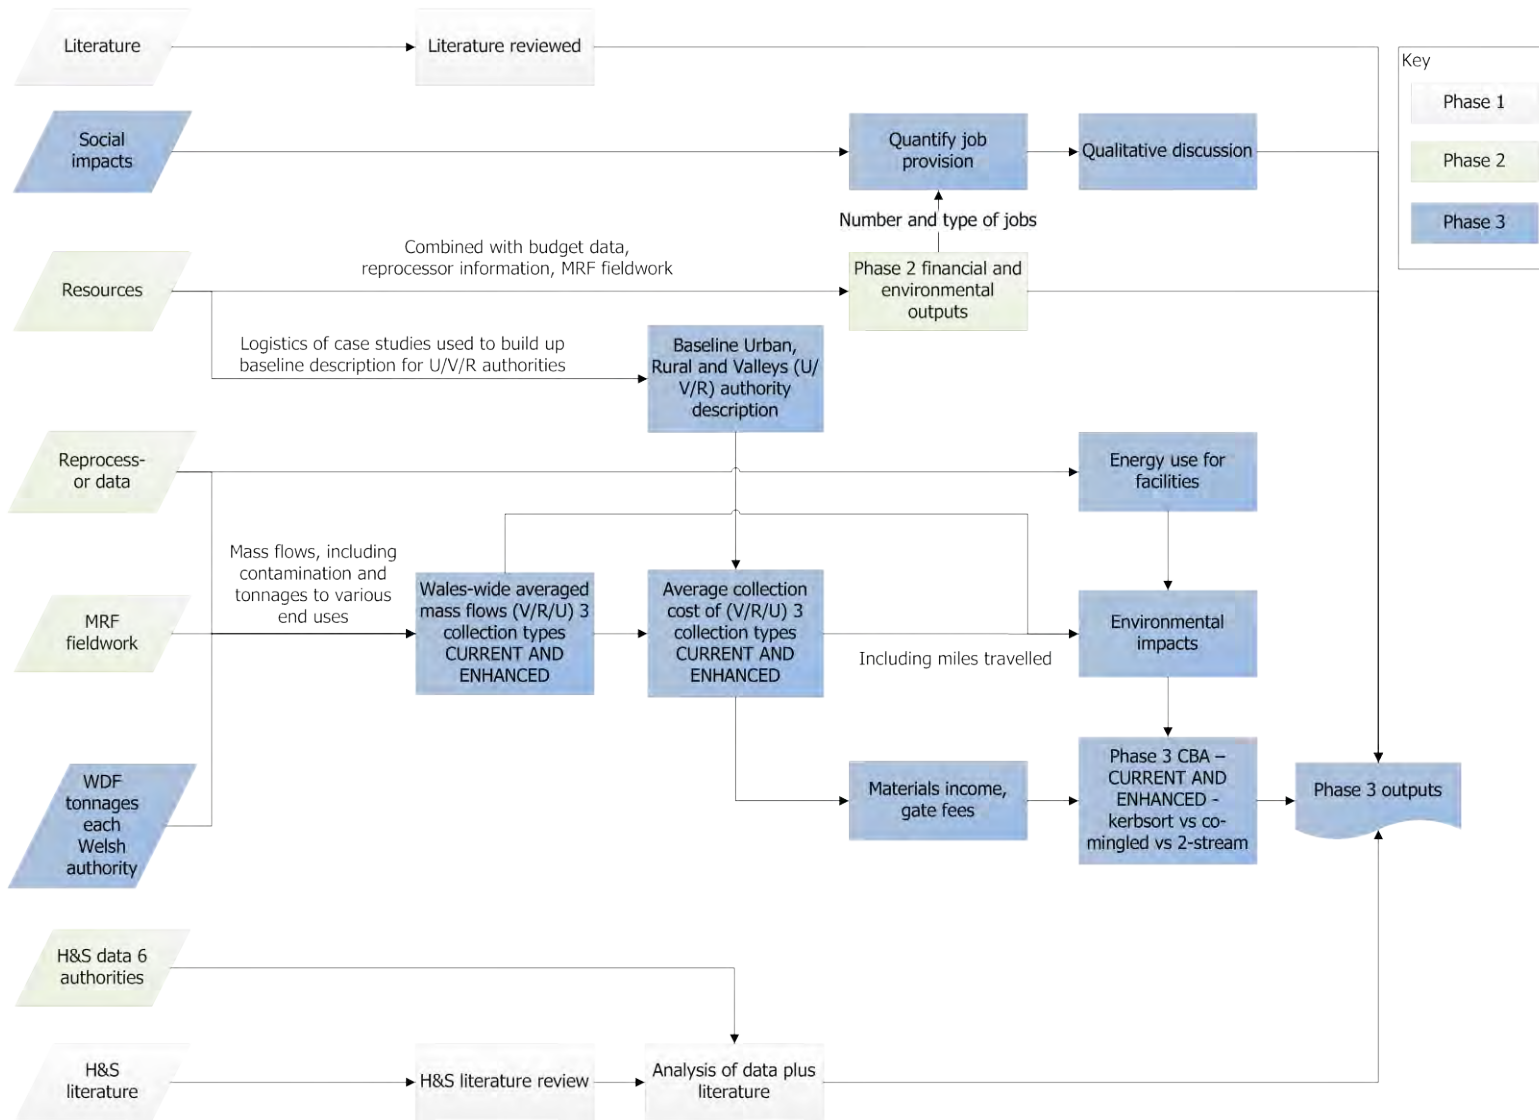 Literature
Literature reviewed
Key
Phase 1
Phase 2
Phase 3
Social
impacts
Quantify job
provision
Qualitative discussion
Number and type of jobs
Combined with budget data,
reprocessor information, MRF fieldwork
Resources
Phase 2 financial and
environmental
outputs
Logistics of case studies used to build up
baseline description for U/V/R authorities
Baseline Urban,
Rural and Valleys (U/
V/R) authority
description
Reprocess-
or data
Energy use for
facilities
Mass flows, including
contamination and
tonnages to various
end uses
MRF
fieldwork
Wales-wide averaged
mass flows (V/R/U) 3
collection types
CURRENT AND
ENHANCED
Average collection
cost of (V/R/U) 3
collection types
CURRENT AND
ENHANCED
Including miles travelled
Environmental
impacts
WDF
tonnages
each
Welsh
authority
Materials income,
gate fees
Phase 3 CBA –
CURRENT AND
ENHANCED -
kerbsort vs co-
mingled vs 2-stream
Phase 3 outputs
H&S data 6
authorities
H&S
literature
H&S literature review
Analysis of data plus
literature